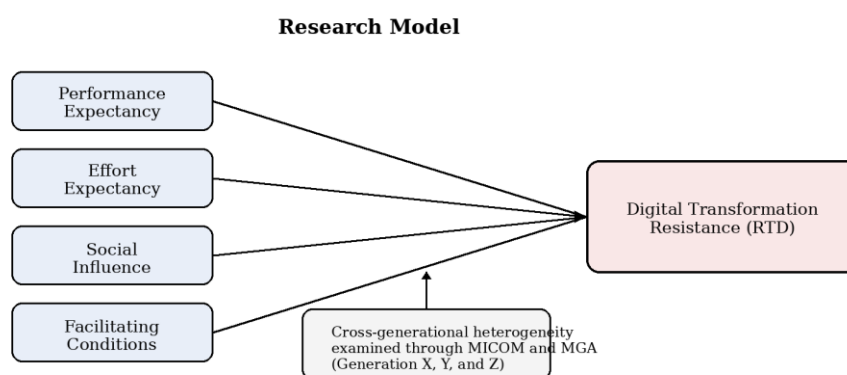 Research Model
Performance
Expectancy
Effort
Expectancy
Social
Influence
Facilitating
Conditions
Digital Transformation
Resistance (RTD)
Cross-generational heterogeneity
examined through MICOM and MGA
(Generation X, Y, and Z)